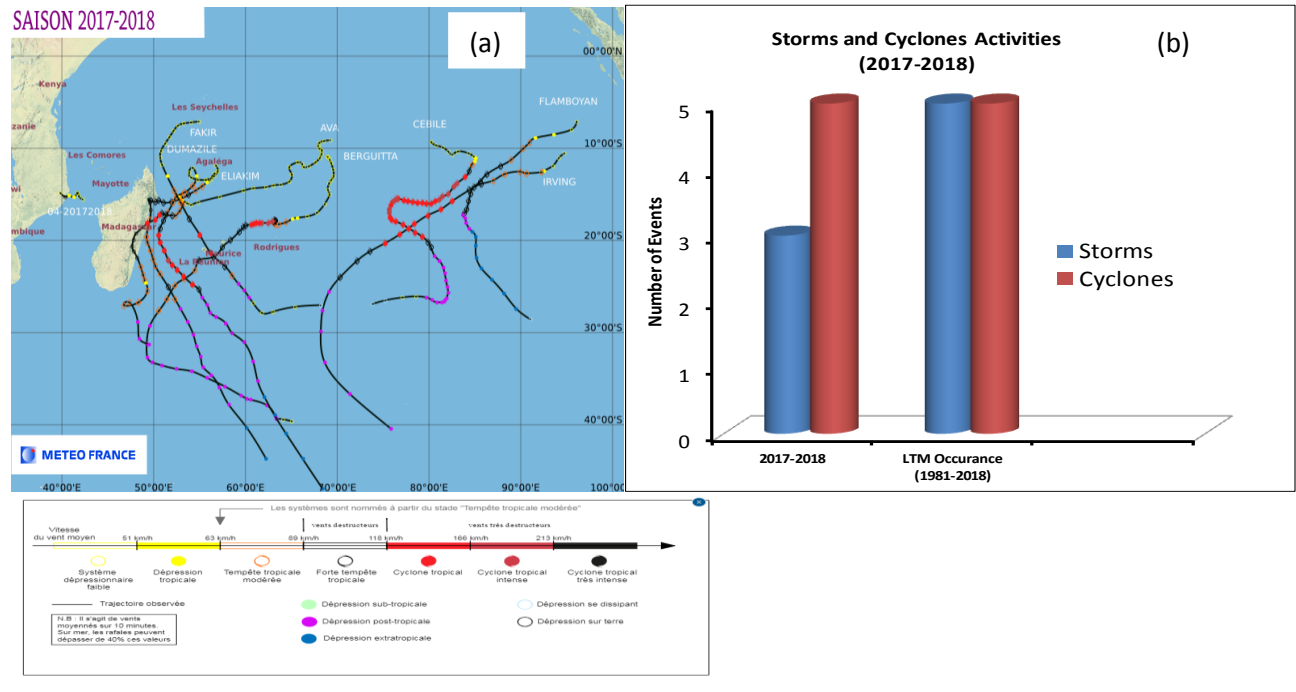 SAISON 2017-2018
(a)
00°00'N
Kenya
FLAMBOYAN
Les Seychelles
AVA
CEBILE
FAKIR
zanie
DUMAZILE
10°00'S
Les Comores
Agaléga
BERGUITTA
ELIAKIM
IRVING
wi
Mayotte
04-20172018
Madagascar
mbique
20°00'S
Rodrigues
Maurice
La Réunion
30°00'S
40°00'S
METEO FRANCE
40°00'E
50°00'E
60°00'E
70°00'E
80°00'E
90°00'E
100°00'
Storms and Cyclones Activities
(2017-2018)
(b)
Number of Events
5
4
3
2
1
0
2017-2018
LTM Occurance
(1981-2018)
Storms
Cyclones
Les systèmes sont nommés à partir du stade "Tempête tropicale modérée"
Vitesse
du vent moyen
vents destructeurs
vents très destructeurs
51 km/h
63 km/h
89 km/h
118 km/h
166 km/h
213 km/h
Système
dépressionnaire
faible
Dépression
tropicale
Tempête tropicale
modérée
Forte tempête
tropicale
Cyclone tropical
Cyclone tropical
intense
Cyclone tropical
très intense
Trajectoire observée
N.B : Il s'agit de vents
moyennés sur 10 minutes.
Sur mer, les rafales peuvent
dépasser de 40% ces valeurs
Dépression sub-tropicale
Dépression post-tropicale
Dépression extratropicale
Dépression se dissipant
Dépression sur terre